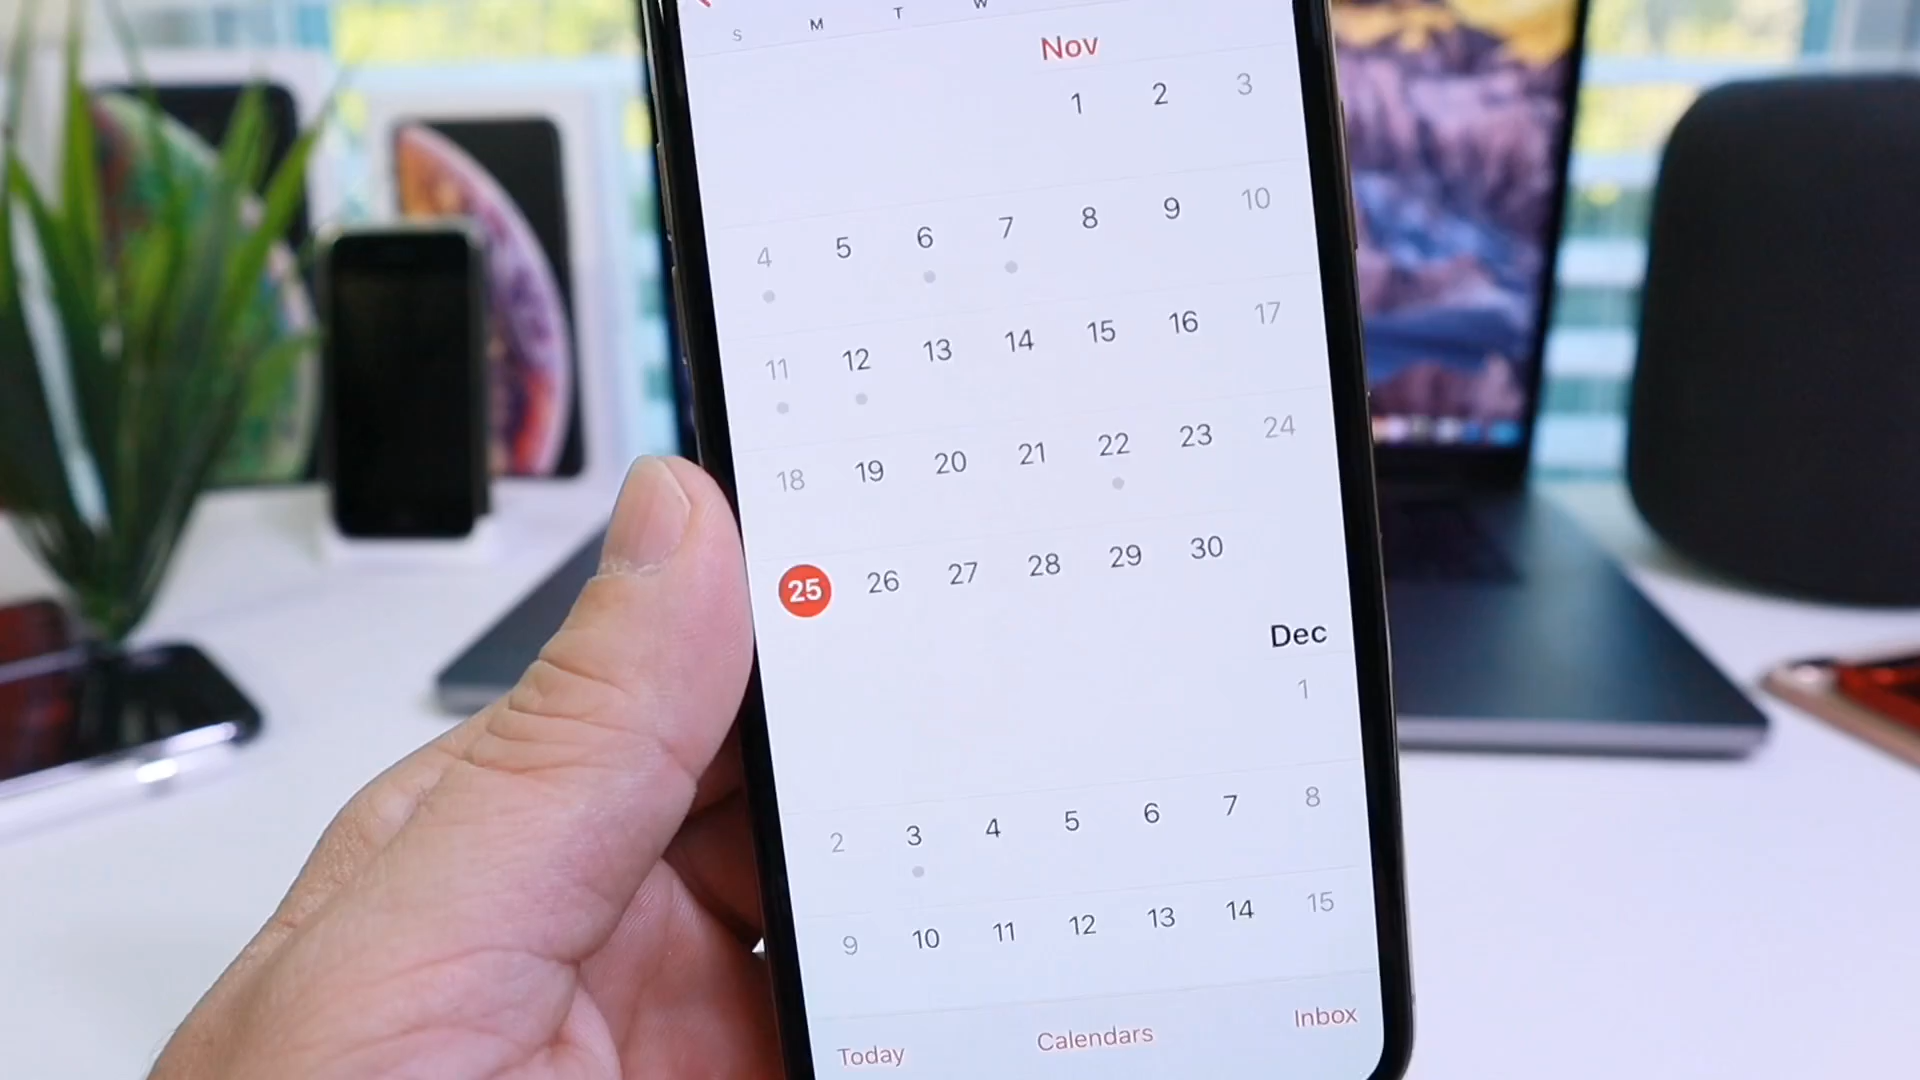 S M T W
Nov
1 2 3
4 5 6 7 8 9 10
11 12 13 14 15 16 17
18 19 20 21 22 23 24
25 26 27 28 29 30
Dec
1
2 3 4 5 6 7 8
9 10 11 12 13 14 15
Today Calendars Inbox